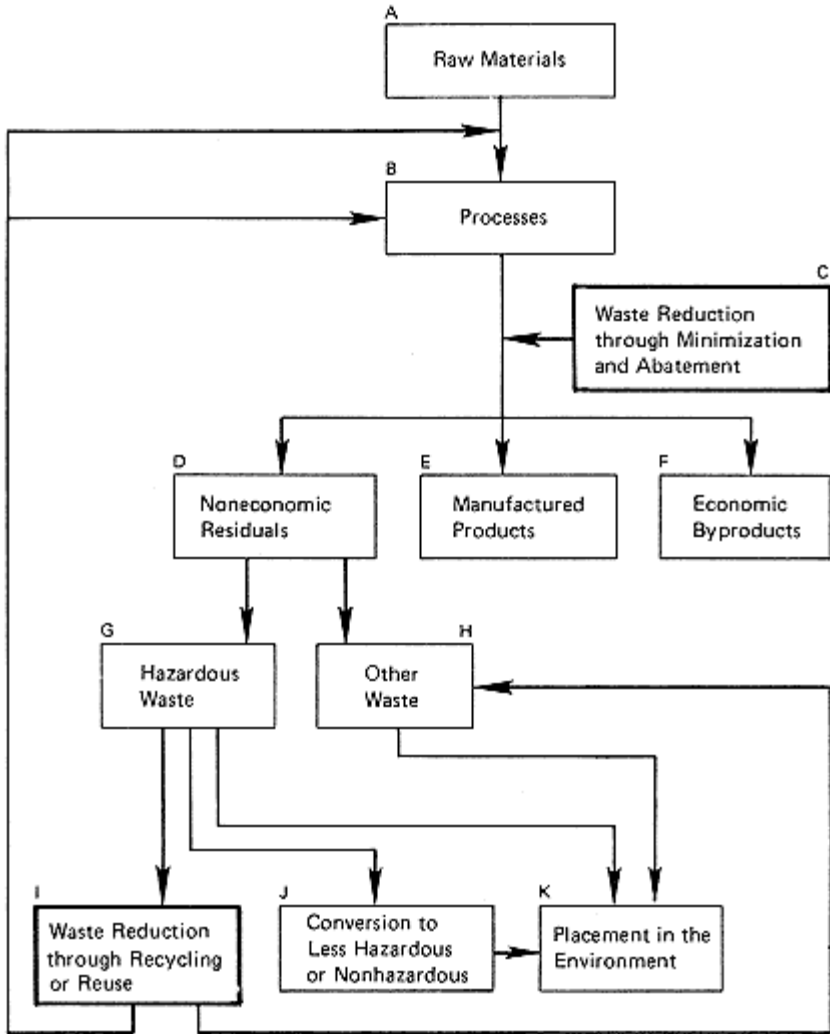 A
Raw Materials
B
Processes
C
Waste Reduction
through Minimization
and Abatement
D
Noneconomic
Residuals
E
Manufactured
Products
F
Economic
Byproducts
G
Hazardous
Waste
H
Other
Waste
I
Waste Reduction
through Recycling
or Reuse
J
Conversion to
Less Hazardous
or Nonhazardous
K
Placement in the
Environment